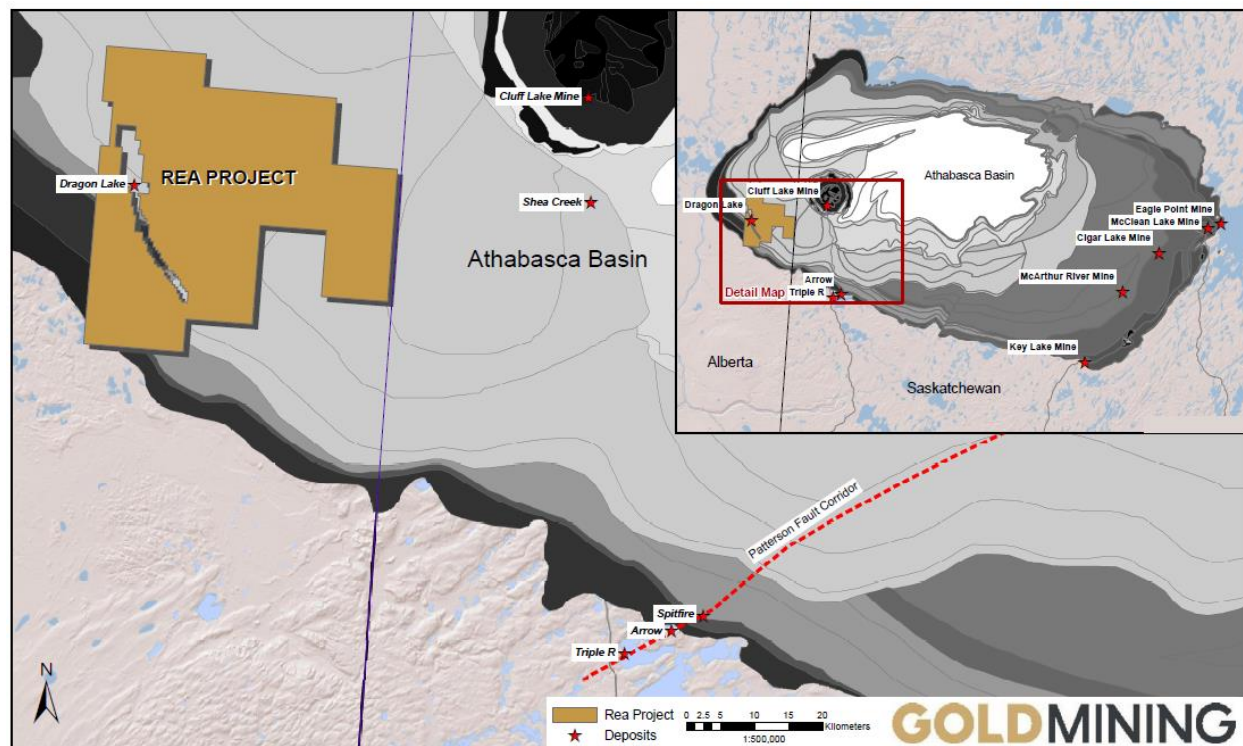 Cluff Lake Mine
Dragon Lake
REA PROJECT
Shea Creek
Athabasca Basin
Patterson Fault Corridor
Spitfire
Arrow
Triple R
N
Athabasca Basin
Cluff Lake Mine
Dragon Lake
Eagle Point Mine
McClean Lake Mine
Cigar Lake Mine
McArthur River Mine
Arrow
Triple R
Detail Map
Key Lake Mine
Alberta
Saskatchewan
Rea Project
Deposits
0 2.5 5 10 15 20
Kilometers
1:500,000
GOLDMINING